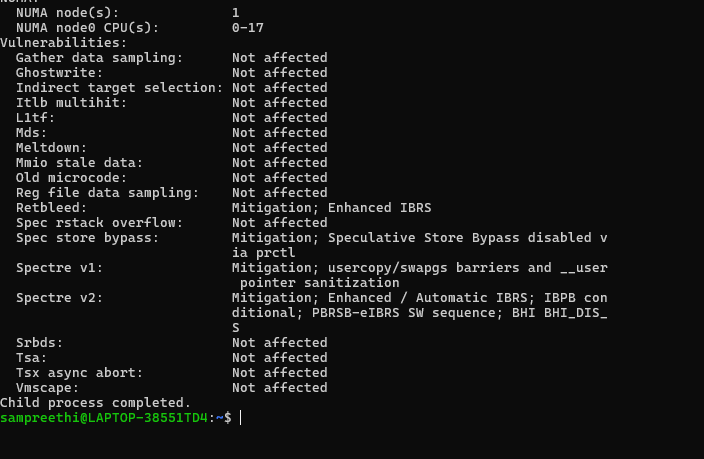 NUMA:
NUMA node(s): 1
NUMA node0 CPU(s): 0-17
Vulnerabilities:
Gather data sampling: Not affected
Ghostwrite: Not affected
Indirect target selection: Not affected
Itlb multihit: Not affected
L1tf: Not affected
Mds: Not affected
Meltdown: Not affected
Mmio stale data: Not affected
Old microcode: Not affected
Reg file data sampling: Not affected
Retbleed: Mitigation; Enhanced IBRS
Spec rstack overflow: Not affected
Spec store bypass: Mitigation; Speculative Store Bypass disabled v
ia prctl
Spectre v1: Mitigation; usercopy/swapgs barriers and __user
pointer sanitization
Spectre v2: Mitigation; Enhanced / Automatic IBRS; IBPB con
ditional; PBRSB-eIBRS SW sequence; BHI BHI_DIS_
S
Srbds: Not affected
Tsa: Not affected
Tsx async abort: Not affected
Vmscape: Not affected
Child process completed.
sampreethi@LAPTOP-38551TD4:~$